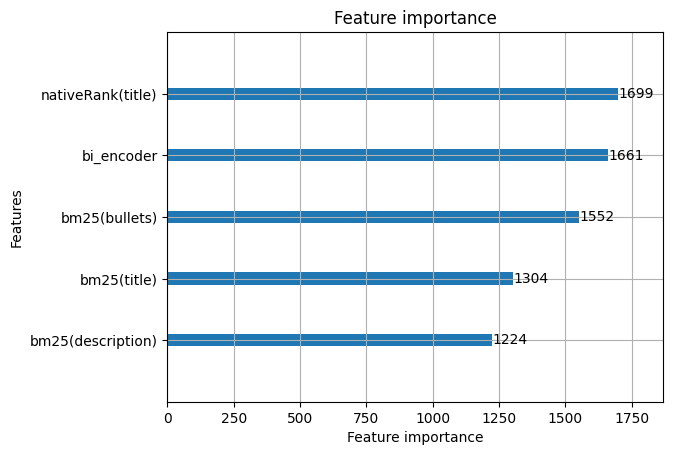 Feature importance
nativeRank(title)
1699
bi_encoder
1661
bm25(bullets)
1552
bm25(title)
1304
bm25(description)
1224
Features
0 250 500 750 1000 1250 1500 1750
Feature importance